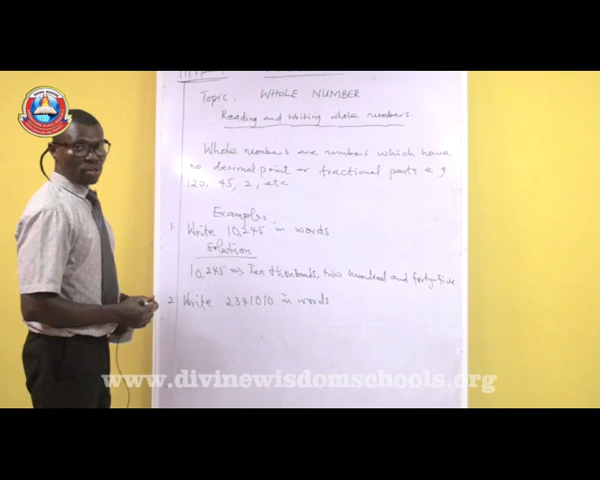 Topic: WHOLE NUMBER
Reading and Writing whole numbers
Whole numbers are numbers which have
no decimal point or fractional parts e.g
120, 45, 2, etc
Examples
1. Write 10,245 in words.
Solution
10,245 as Ten thousands, two hundred and forty-five.
2. Write 2341010 in words
www.divinewisdomschools.org